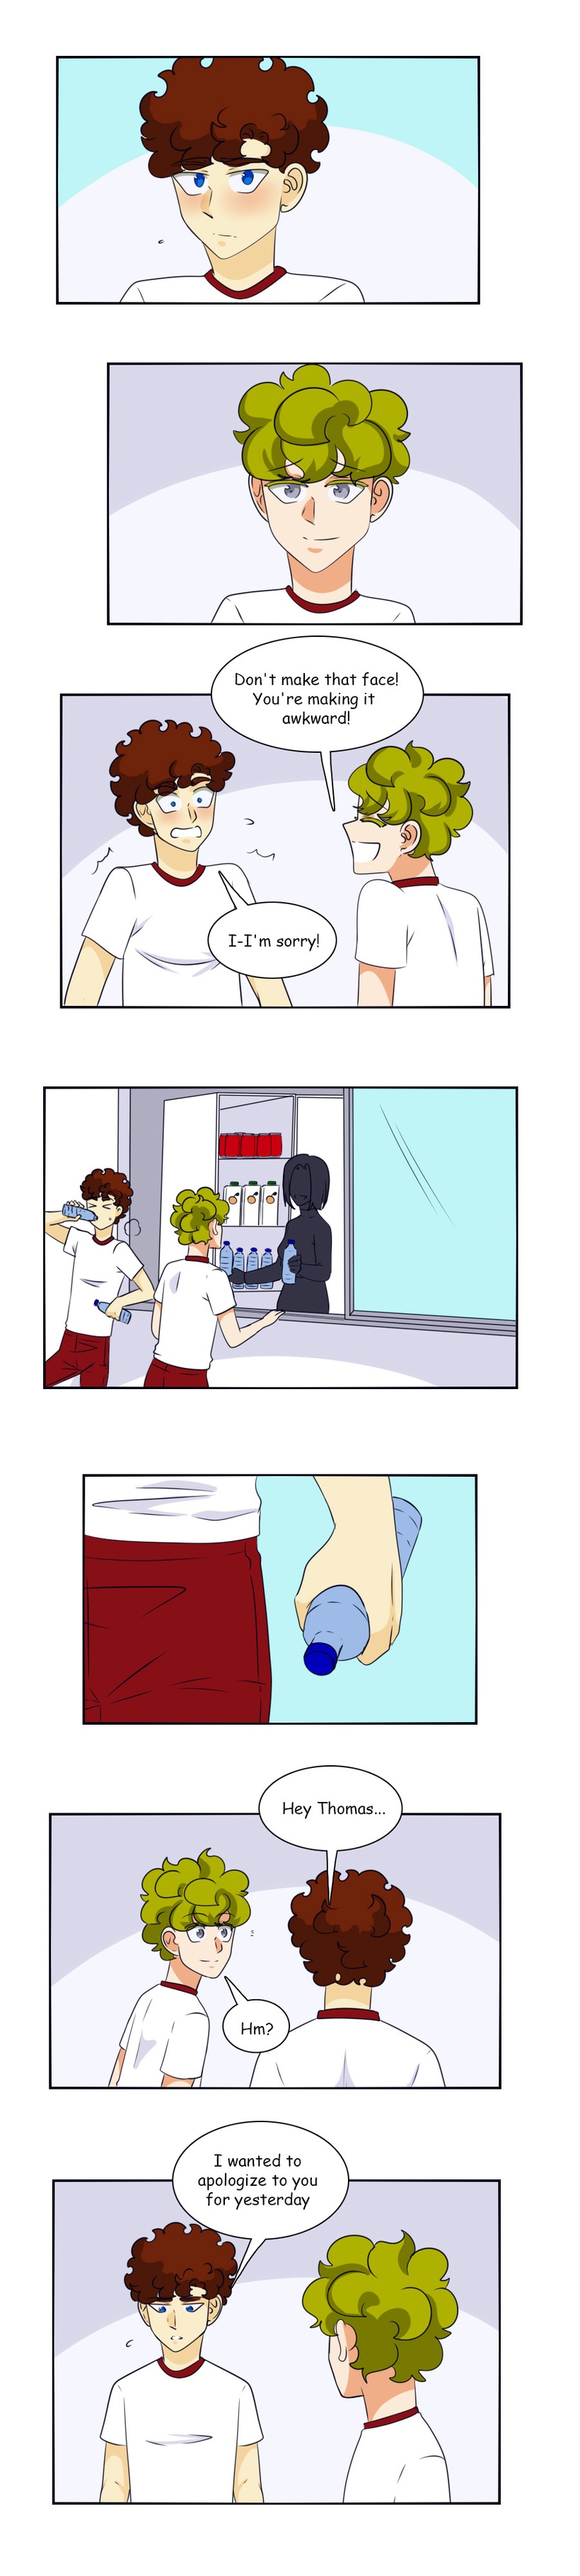 Don't make that face!
You're making it
awkward!
I-I'm sorry!
Hey Thomas...
Hm?
I wanted to
apologize to you
for yesterday